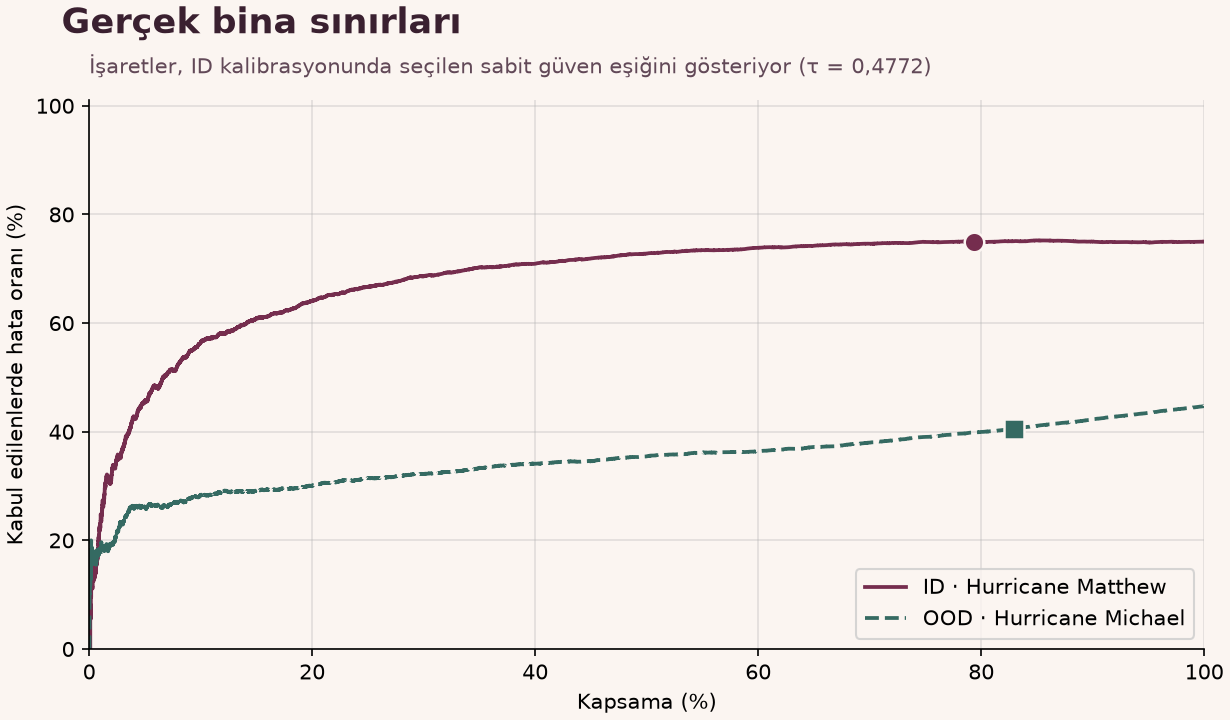 Gerçek bina sınırları
İşaretler, ID kalibrasyonunda seçilen sabit güven eşiğini gösteriyor (τ = 0,4772)
Kabul edilenlerde hata oranı (%)
100
80
60
40
20
0
0 20 40 60 80 100
Kapsama (%)
ID · Hurricane Matthew
OOD · Hurricane Michael